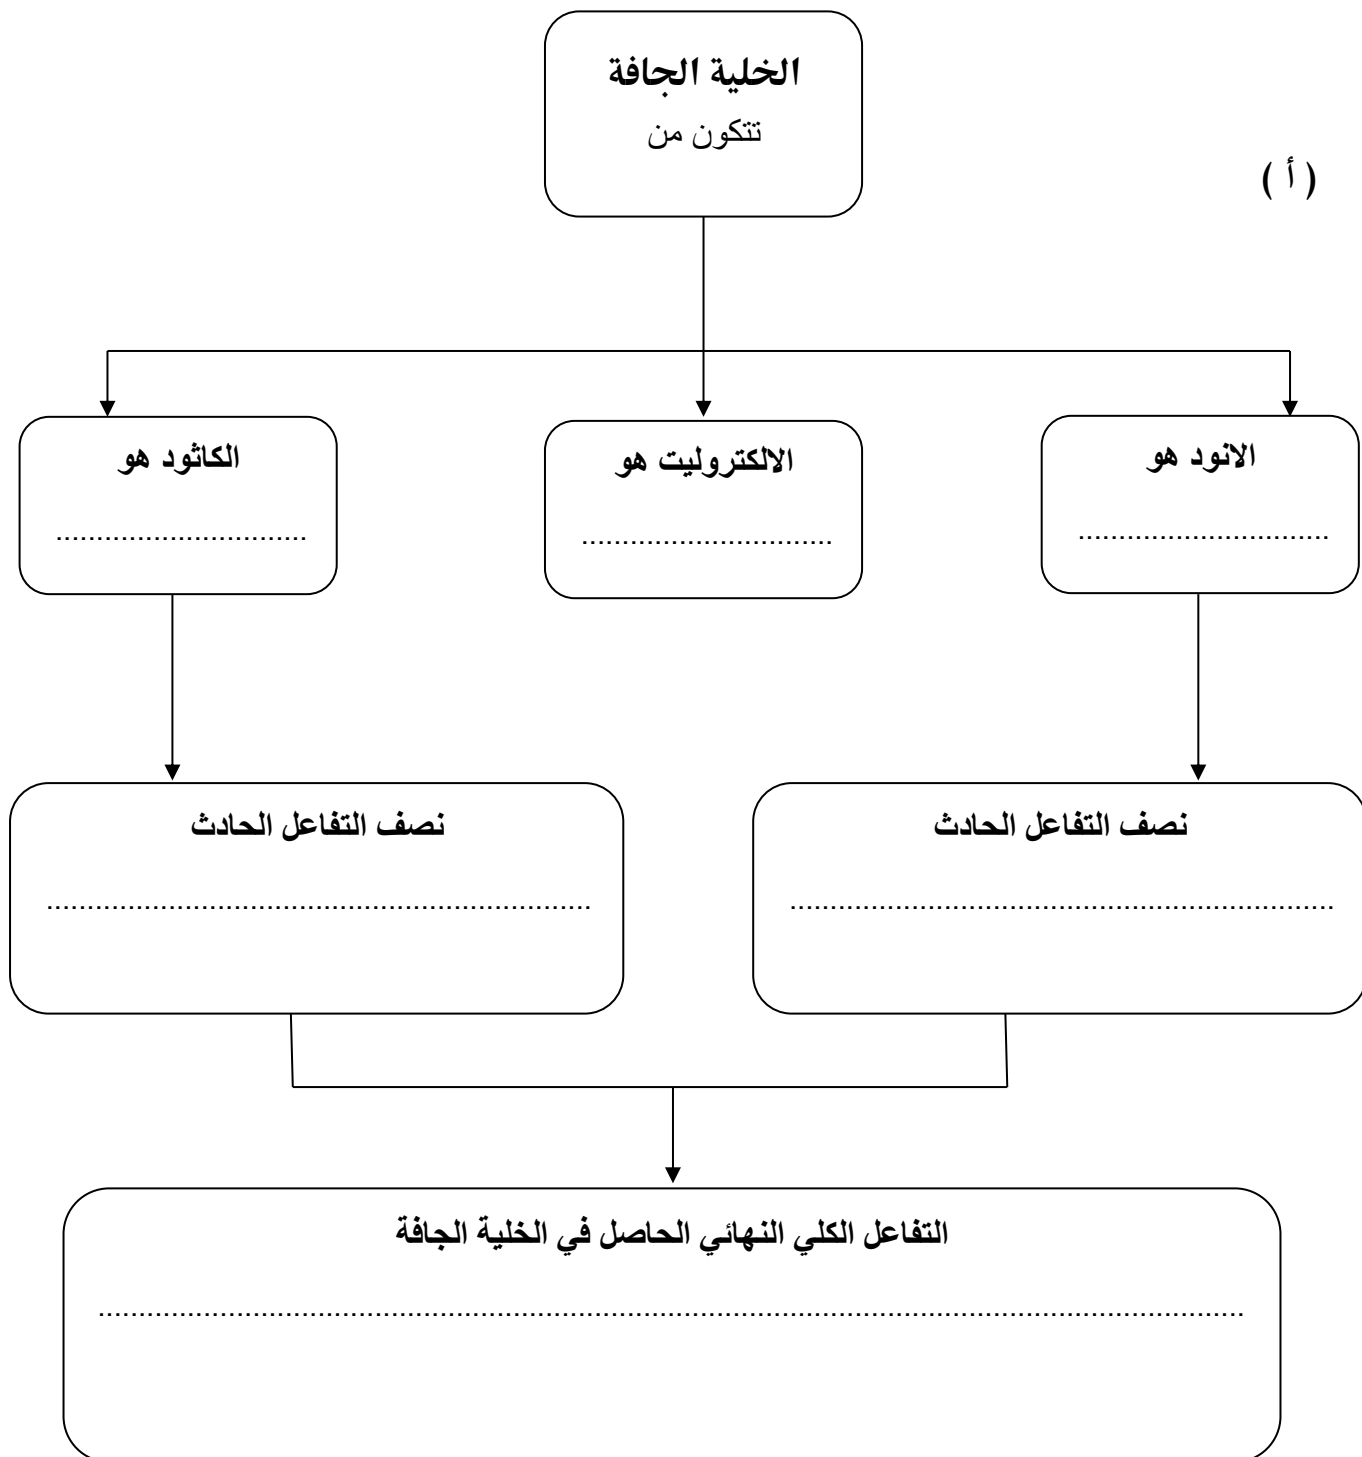 الخلية الجافة
تتكون من
( أ )
الانود هو
..............................
الالكتروليت هو
..............................
الكاثود هو
..............................
نصف التفاعل الحادث
..................................................................
نصف التفاعل الحادث
..................................................................
التفاعل الكلي النهائي الحاصل في الخلية الجافة
...........................................................................................................................................